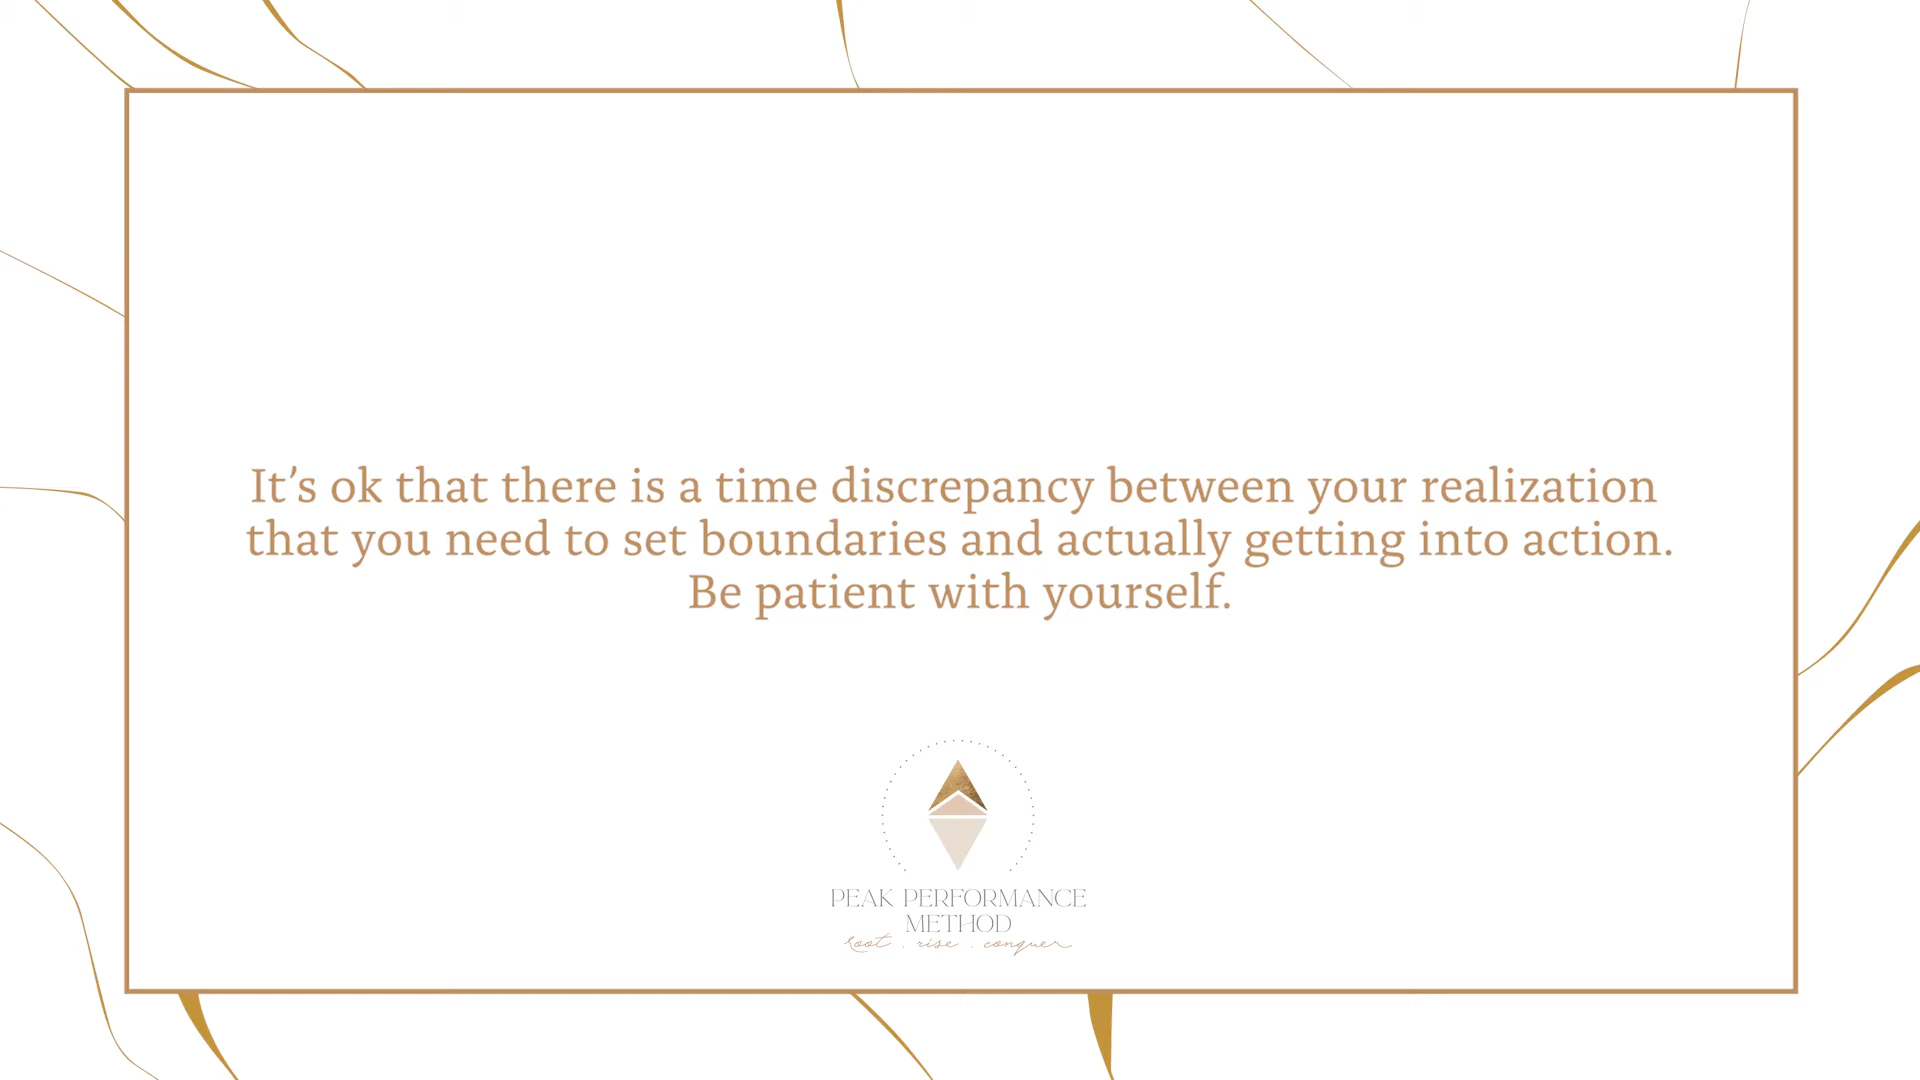 It’s ok that there is a time discrepancy between your realization
that you need to set boundaries and actually getting into action.
Be patient with yourself.
PEAK PERFORMANCE
METHOD
root . rise . conquer